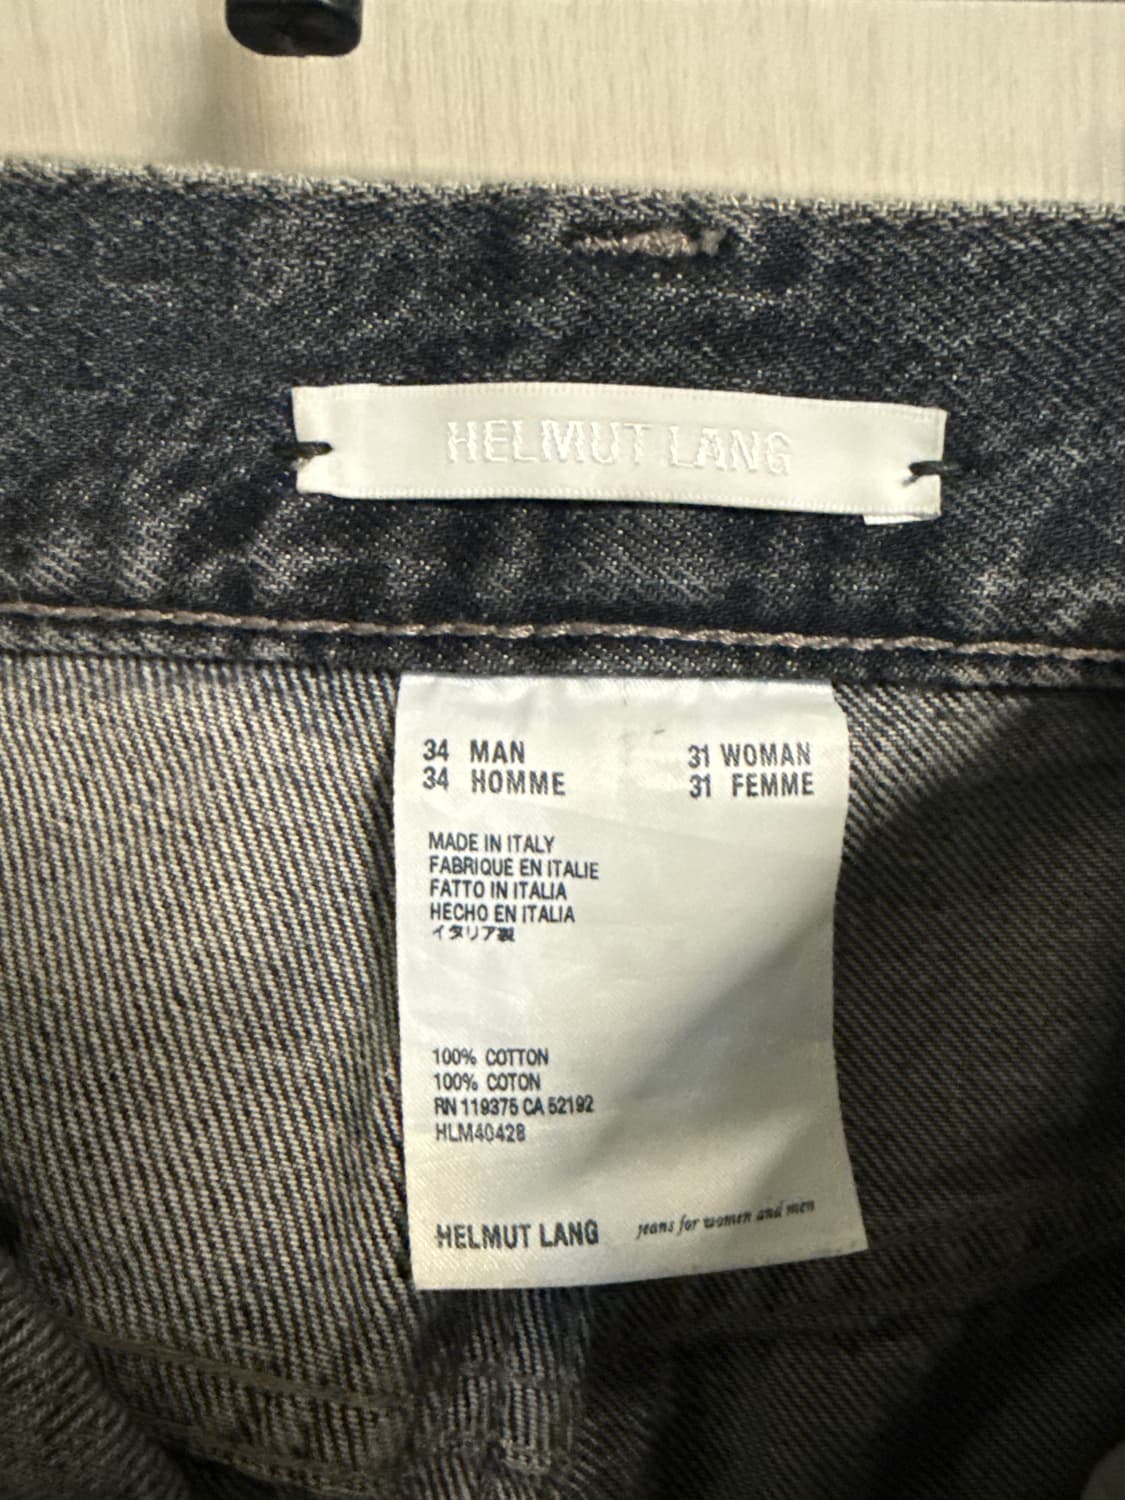 HELMUT LANG
34 MAN 31 WOMAN
34 HOMME 31 FEMME
MADE IN ITALY
FABRIQUE EN ITALIE
FATTO IN ITALIA
HECHO EN ITALIA
イタリア製
100% COTTON
100% COTON
RN 119375 CA 52192
HLM40428
HELMUT LANG jeans for women and men